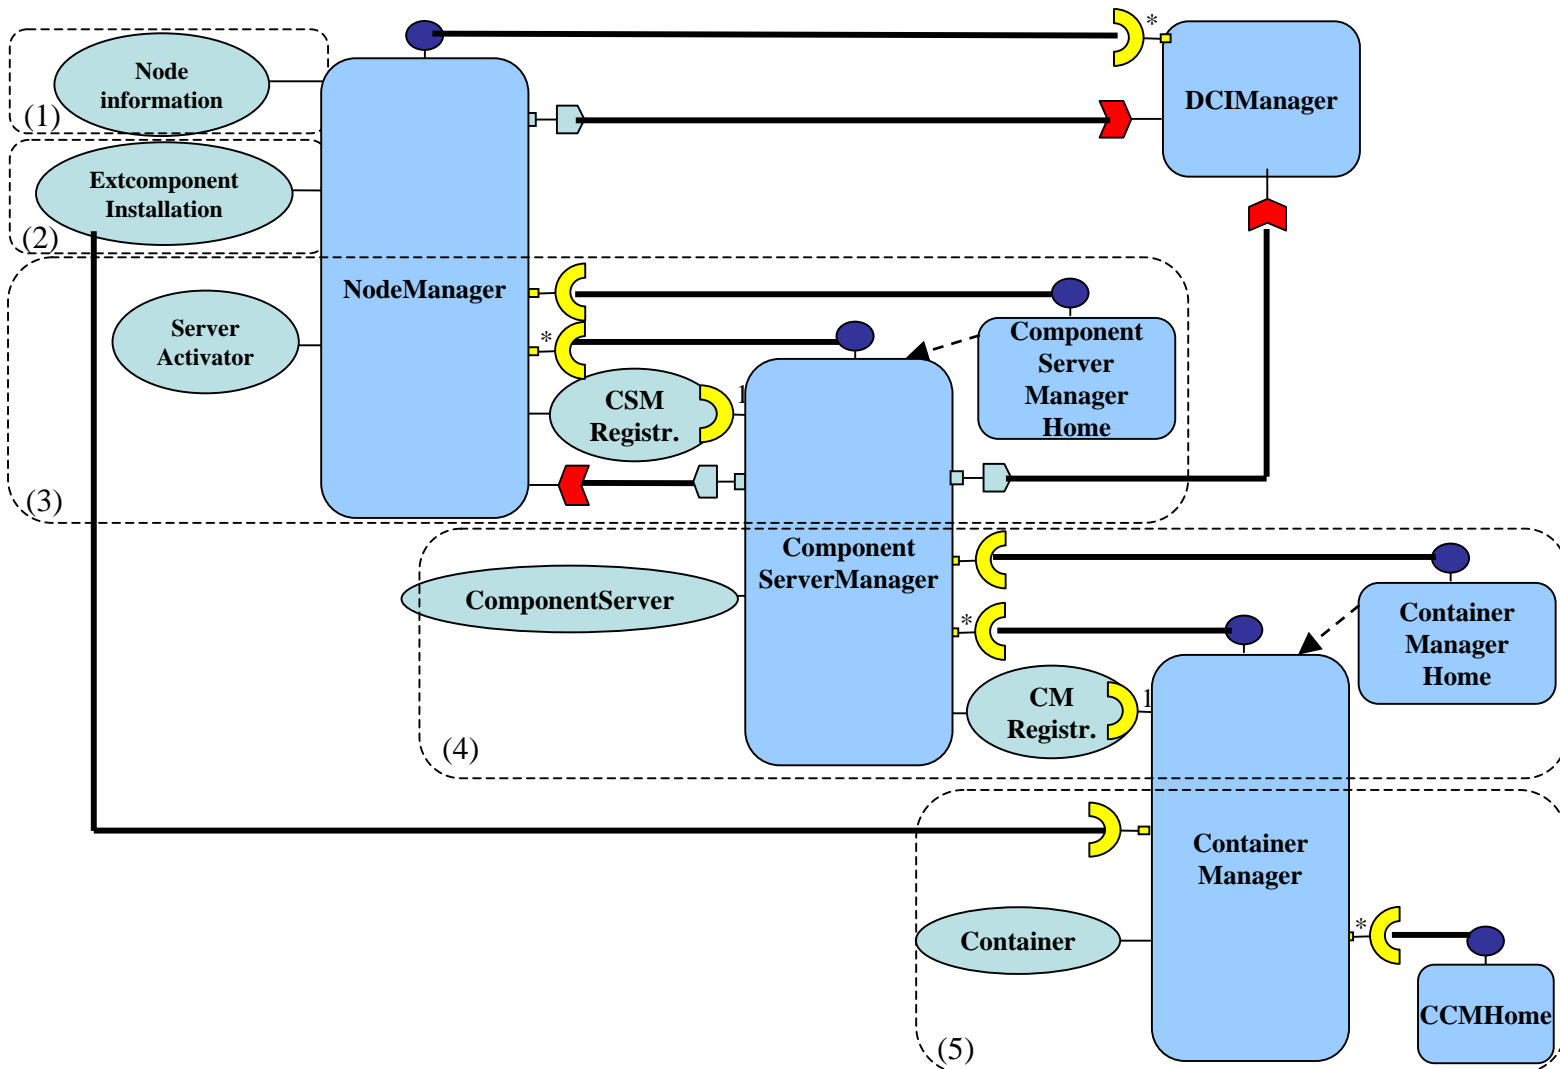 *
Node
information
(1)
DCIManager
Extcomponent
Installation
(2)
NodeManager
Server
Activator
*
Component
Server
Manager
Home
CSM
Registr.
1
(3)
Component
ServerManager
ComponentServer
*
Container
Manager
Home
CM
Registr.
1
(4)
Container
Manager
Container
*
CCMHome
(5)